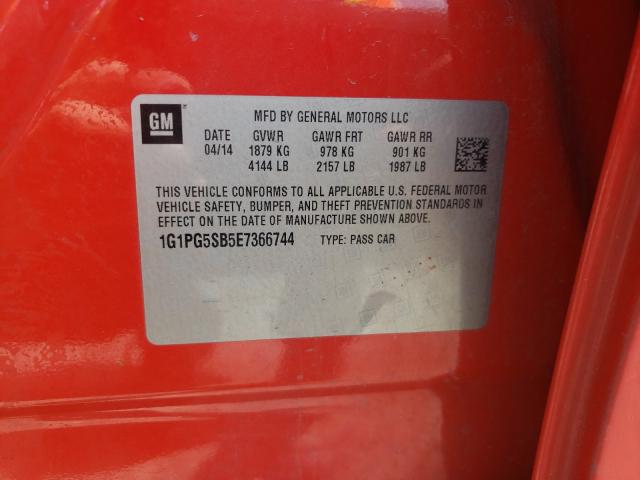 GM
MFD BY GENERAL MOTORS LLC
DATE GVWR GAWR FRT GAWR RR
04/14 1879 KG 978 KG 901 KG
4144 LB 2157 LB 1987 LB
THIS VEHICLE CONFORMS TO ALL APPLICABLE U.S. FEDERAL MOTOR
VEHICLE SAFETY, BUMPER, AND THEFT PREVENTION STANDARDS IN
EFFECT ON THE DATE OF MANUFACTURE SHOWN ABOVE.
1G1PG5SB5E7366744 TYPE: PASS CAR